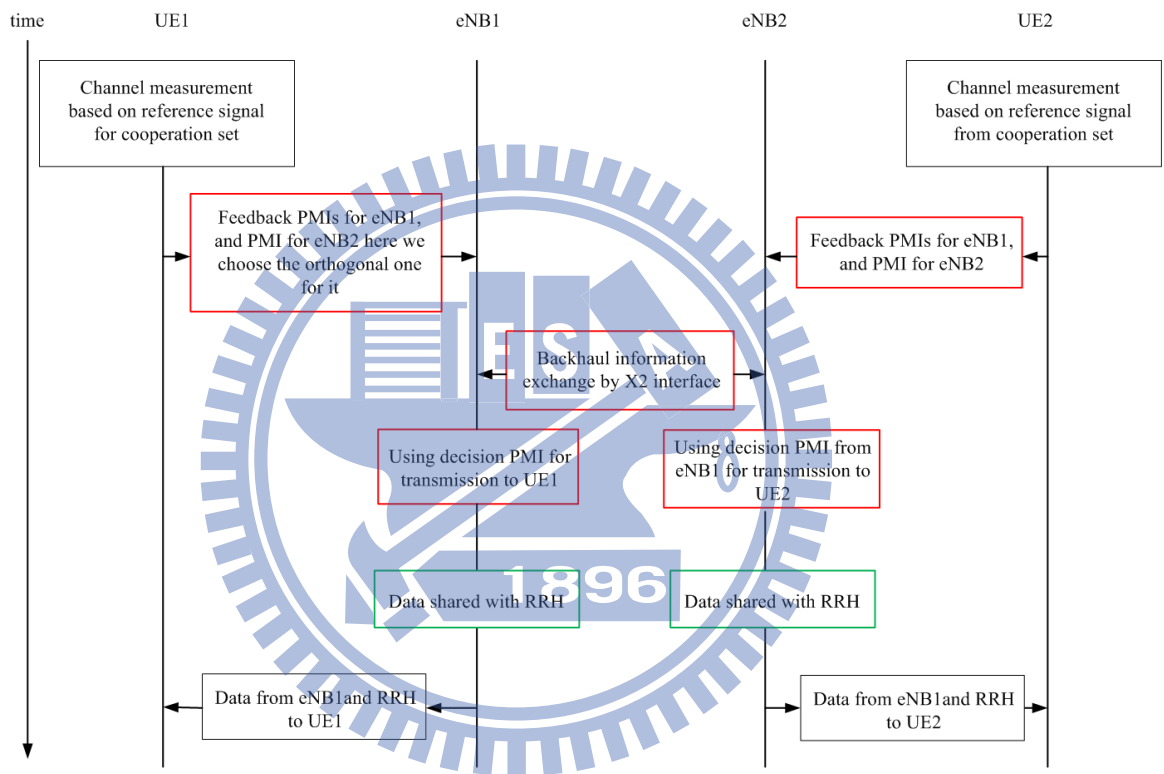 time
UE1
eNB1
eNB2
UE2
Channel measurement
based on reference signal
for cooperation set
Channel measurement
based on reference signal
from cooperation set
Feedback PMIs for eNB1,
and PMI for eNB2 here we
choose the orthogonal one
for it
Feedback PMIs for eNB1,
and PMI for eNB2
Backhaul information
exchange by X2 interface
Using decision PMI for
transmission to UE1
Using decision PMI from
eNB1 for transmission to
UE2
Data shared with RRH
Data shared with RRH
Data from eNB1and RRH
to UE1
Data from eNB1and RRH
to UE2
E S A
8
1896